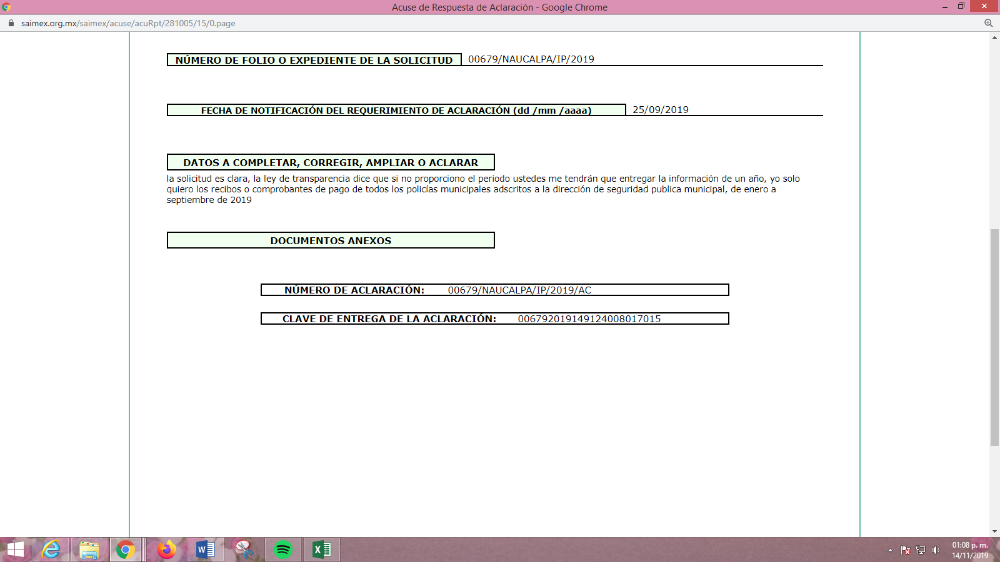 Acuse de Respuesta de Aclaración - Google Chrome
saimex.org.mx/saimex/acuse/acuRpt/281005/15/0.page
NÚMERO DE FOLIO O EXPEDIENTE DE LA SOLICITUD 00679/NAUCALPA/IP/2019
FECHA DE NOTIFICACIÓN DEL REQUERIMIENTO DE ACLARACIÓN (dd /mm /aaaa) 25/09/2019
DATOS A COMPLETAR, CORREGIR, AMPLIAR O ACLARAR
la solicitud es clara, la ley de transparencia dice que si no proporciono el periodo ustedes me tendrán que entregar la información de un año, yo solo
quiero los recibos o comprobantes de pago de todos los policías municipales adscritos a la dirección de seguridad publica municipal, de enero a
septiembre de 2019
DOCUMENTOS ANEXOS
NÚMERO DE ACLARACIÓN: 00679/NAUCALPA/IP/2019/AC
CLAVE DE ENTREGA DE LA ACLARACIÓN: 006792019149124008017015
01:08 p. m.
14/11/2019